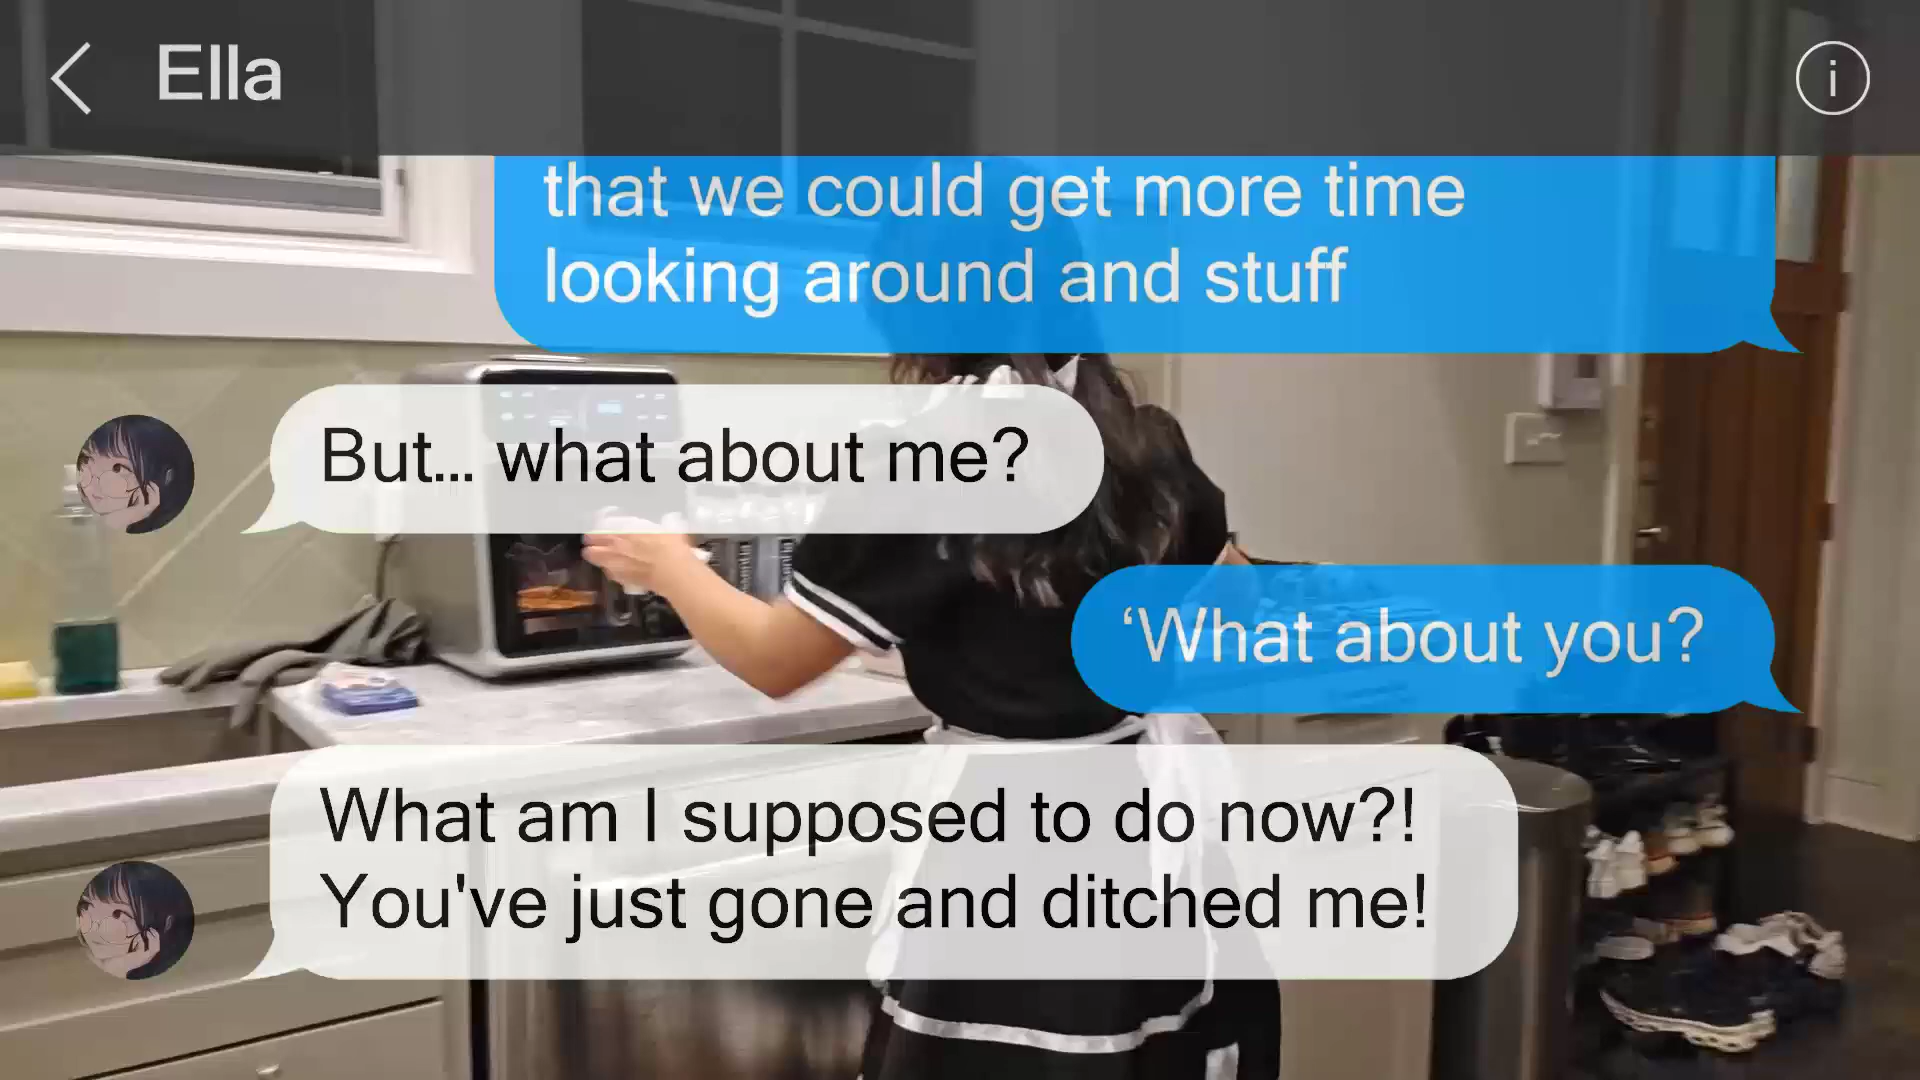 Ella
i
that we could get more time
looking around and stuff
But... what about me?
‘What about you?
What am I supposed to do now?!
You've just gone and ditched me!